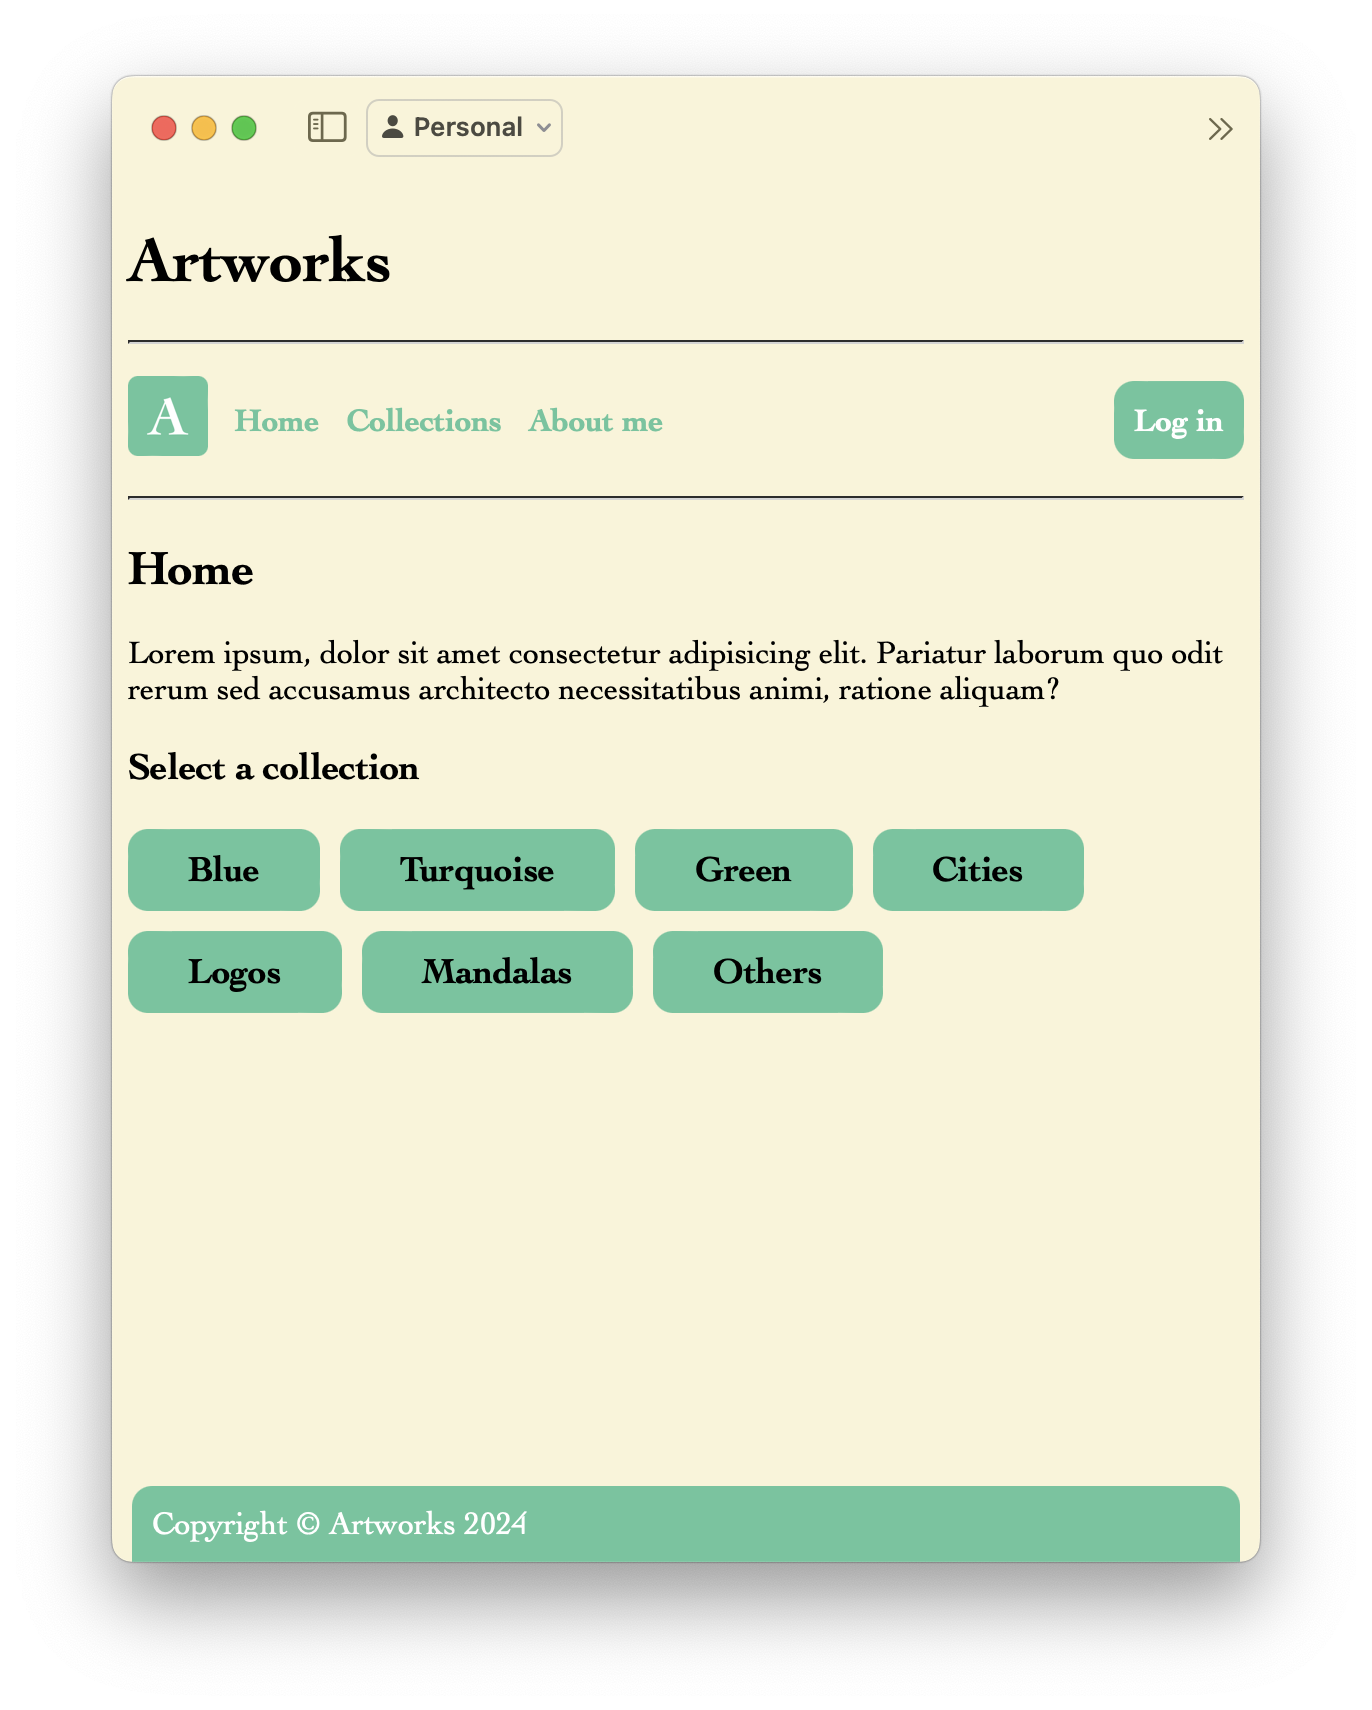 Personal
Artworks
A Home Collections About me Log in
Home
Lorem ipsum, dolor sit amet consectetur adipisicing elit. Pariatur laborum quo odit
rerum sed accusamus architecto necessitatibus animi, ratione aliquam?
Select a collection
Blue Turquoise Green Cities
Logos Mandalas Others
Copyright © Artworks 2024